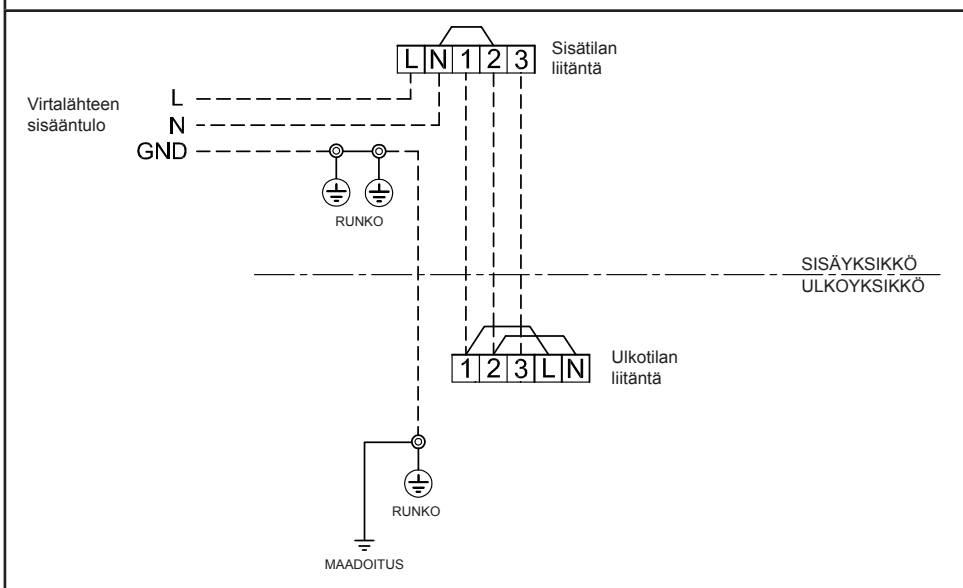 L N 1 2 3
Sisätilan
liitäntä
Virtalähteen
sisääntulo
L
N
GND
RUNKO
SISÄYKSIKKÖ
ULKOYKSIKKÖ
1 2 3 L N
Ulkotilan
liitäntä
RUNKO
MAADOITUS